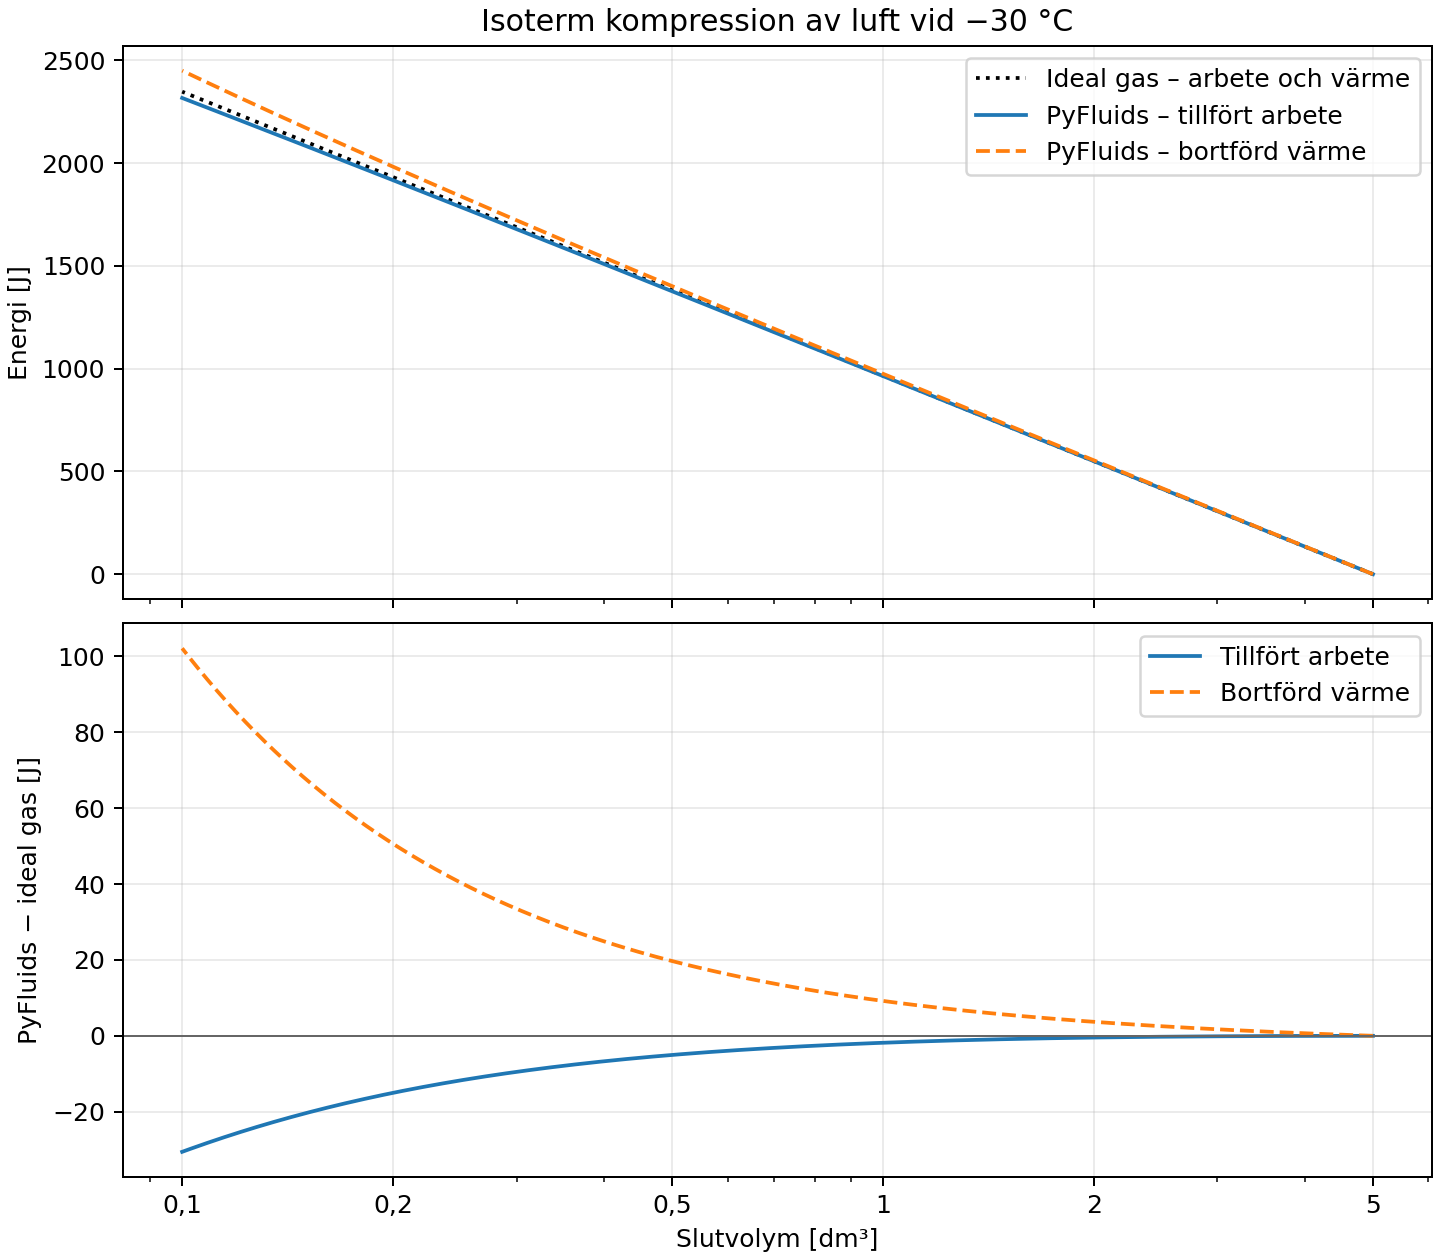 Isoterm kompression av luft vid −30 °C
2500
2000
1500
1000
500
0
Energi [J]
Ideal gas – arbete och värme
PyFluids – tillfört arbete
PyFluids – bortförd värme
100
80
60
40
20
0
−20
PyFluids − ideal gas [J]
Tillfört arbete
Bortförd värme
0,1
0,2
0,5
1
2
5
Slutvolym [dm³]